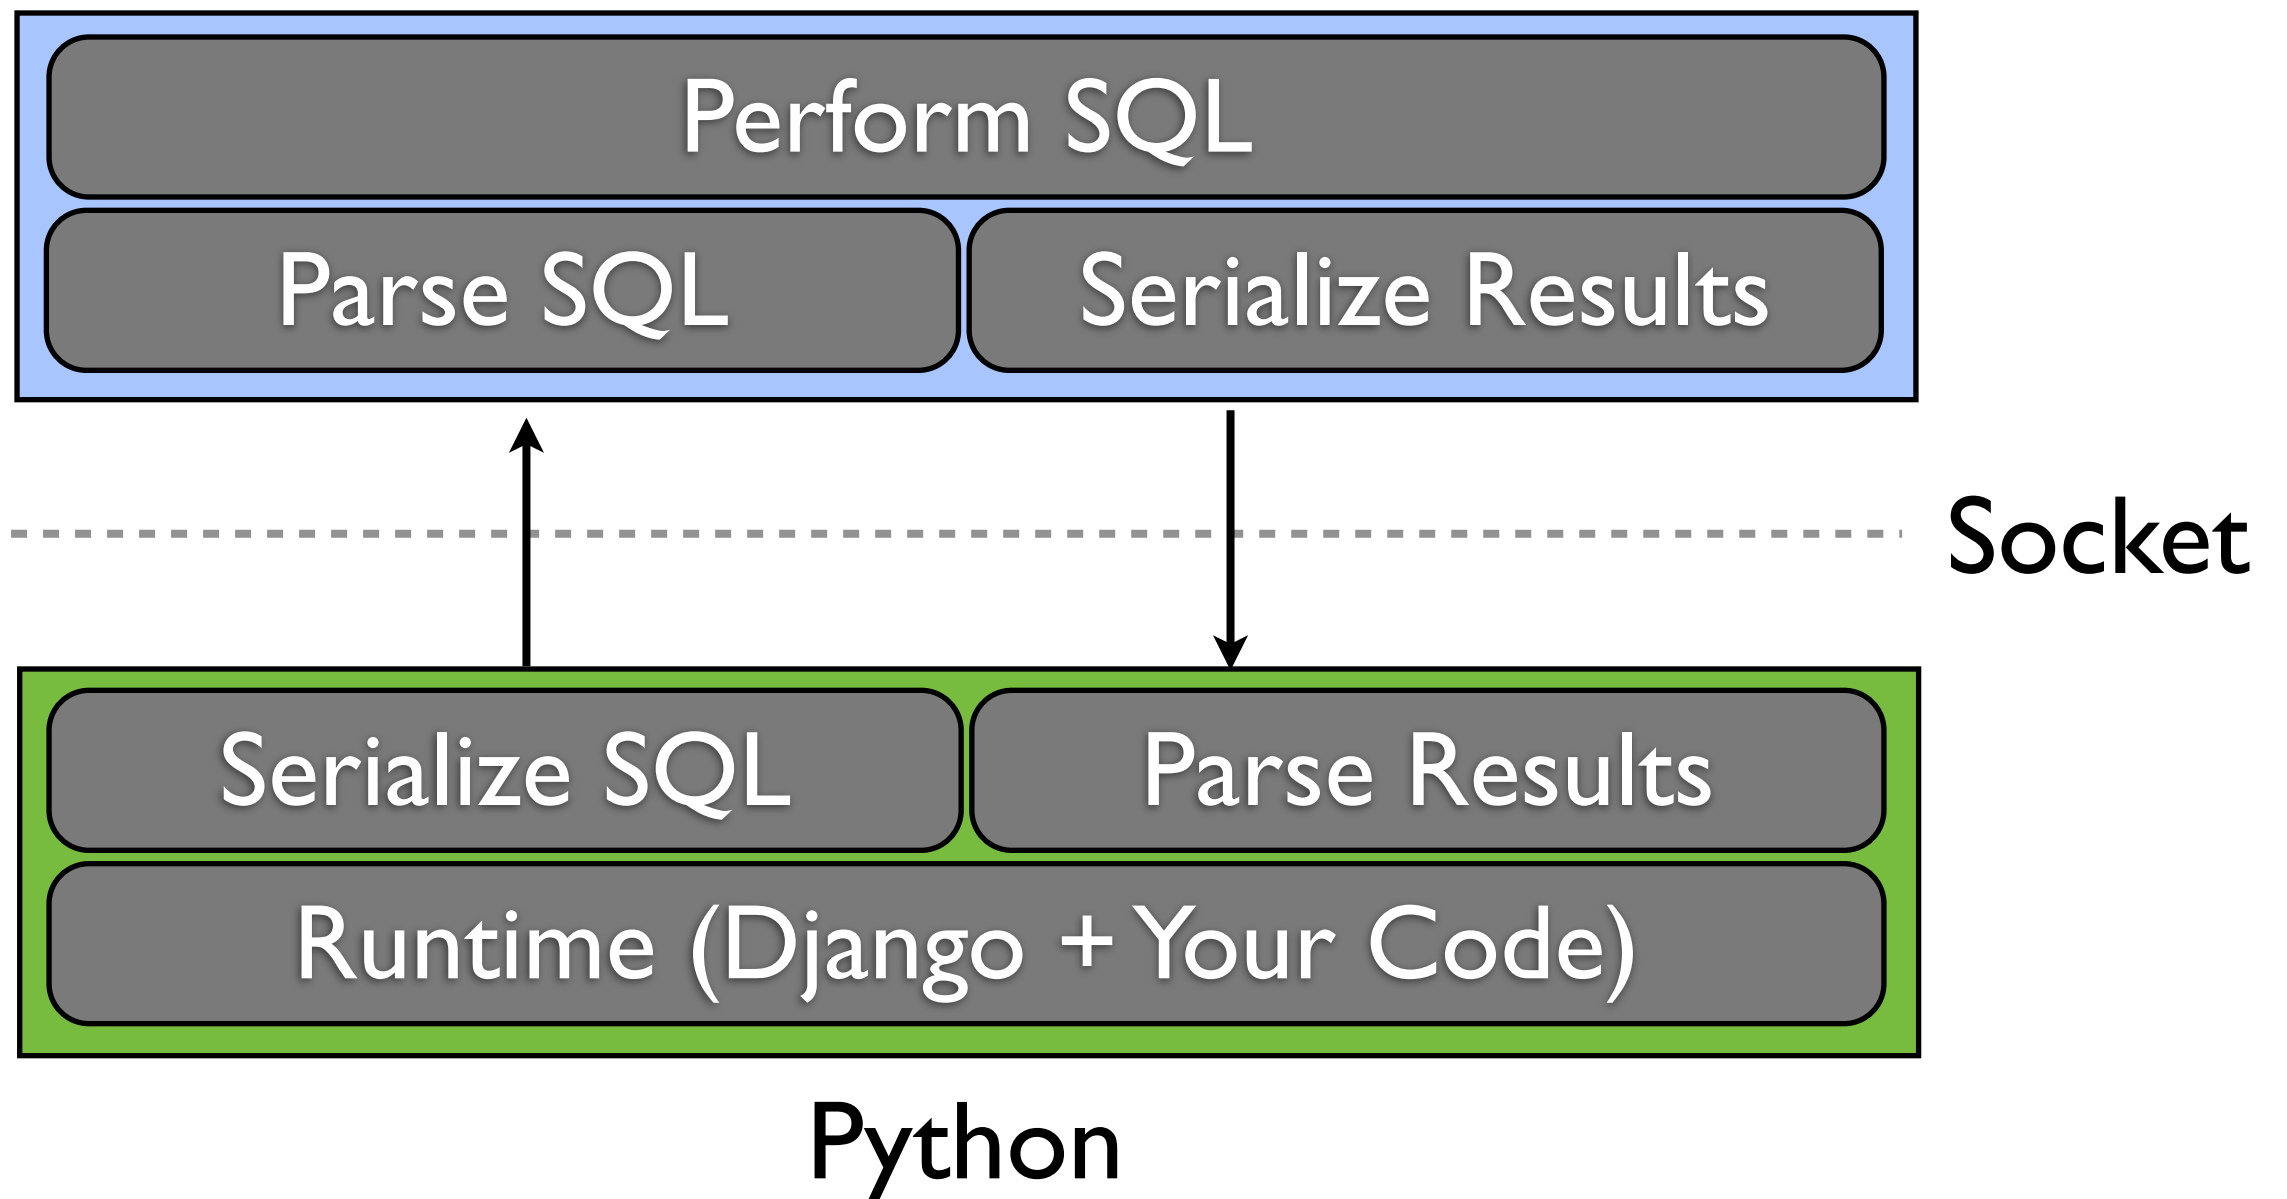 Perform SQL
Parse SQL
Serialize Results
Socket
Serialize SQL
Parse Results
Runtime (Django + Your Code)
Python